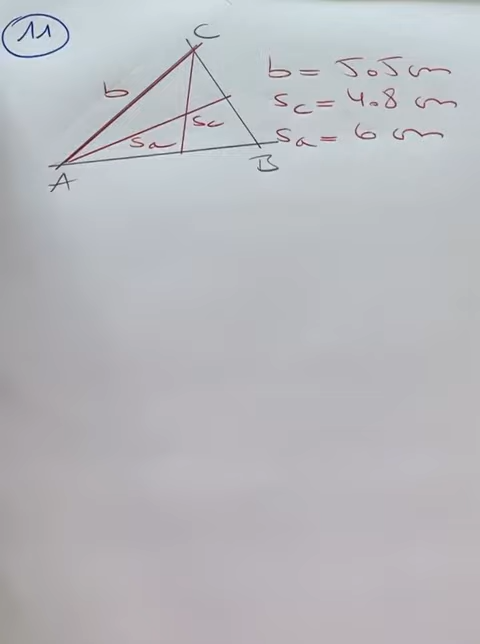 11
C
b
b = 5.5 cm
sc = 4.8 cm
sc
sa
sa = 6 cm
A
B